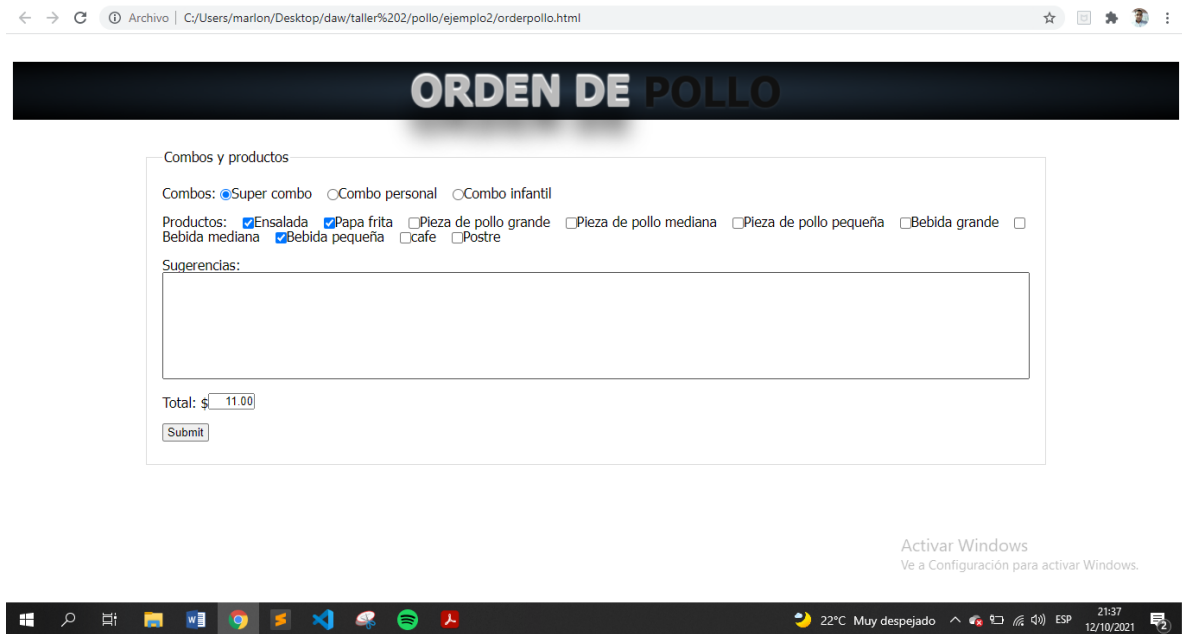 Archivo C:/Users/marlon/Desktop/daw/taller%202/pollo/ejemplo2/orderpollo.html
ORDEN DE POLLO
Combos y productos
Combos: Super combo Combo personal Combo infantil
Productos: Ensalada Papa frita Pieza de pollo grande Pieza de pollo mediana Pieza de pollo pequeña Bebida grande
Bebida mediana Bebida pequeña cafe Postre
Sugerencias:
Total: $ 11.00
Submit
Activar Windows
Ve a Configuración para activar Windows.
22°C Muy despejado ESP 21:37
12/10/2021
2